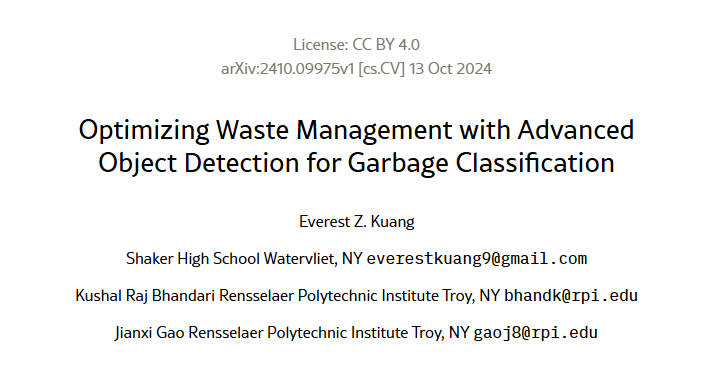 License: CC BY 4.0
arXiv:2410.09975v1 [cs.CV] 13 Oct 2024
Optimizing Waste Management with Advanced
Object Detection for Garbage Classification
Everest Z. Kuang
Shaker High School Watervliet, NY everestkuang9@gmail.com
Kushal Raj Bhandari Rensselaer Polytechnic Institute Troy, NY bhandk@rpi.edu
Jianxi Gao Rensselaer Polytechnic Institute Troy, NY gaoj8@rpi.edu